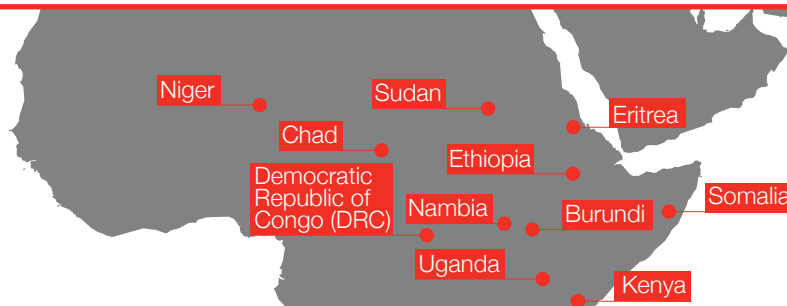 Niger
Sudan
Eritrea
Chad
Ethiopia
Democratic
Republic of
Congo (DRC)
Nambia
Burundi
Somalia
Uganda
Kenya